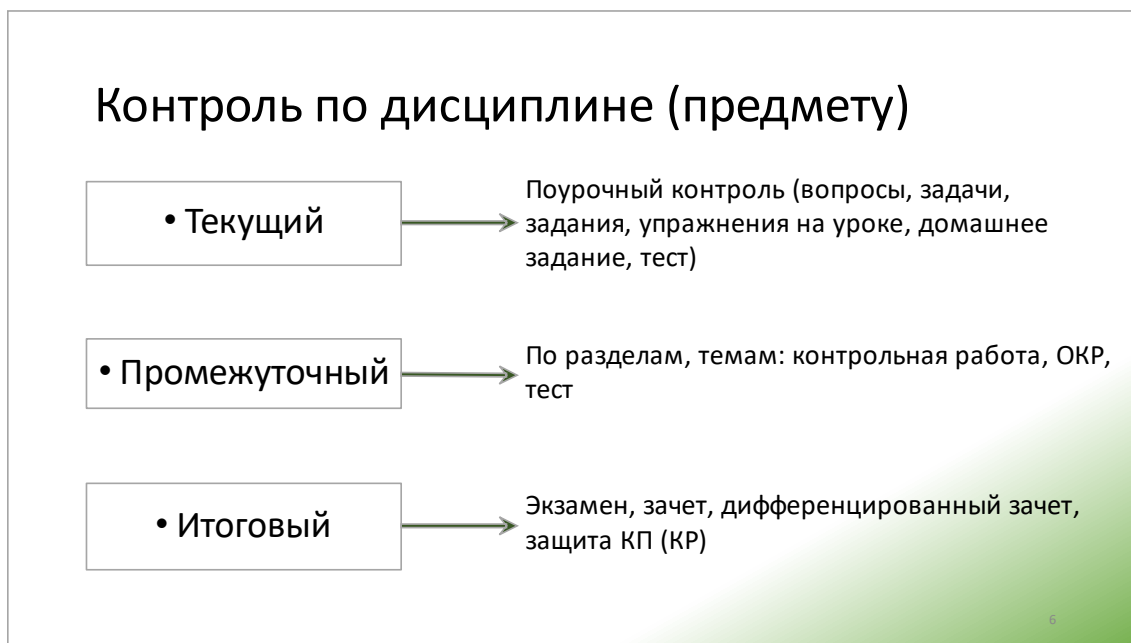 Контроль по дисциплине (предмету)
• Текущий
Поурочный контроль (вопросы, задачи,
задания, упражнения на уроке, домашнее
задание, тест)
• Промежуточный
По разделам, темам: контрольная работа, ОКР,
тест
• Итоговый
Экзамен, зачет, дифференцированный зачет,
защита КП (КР)
6